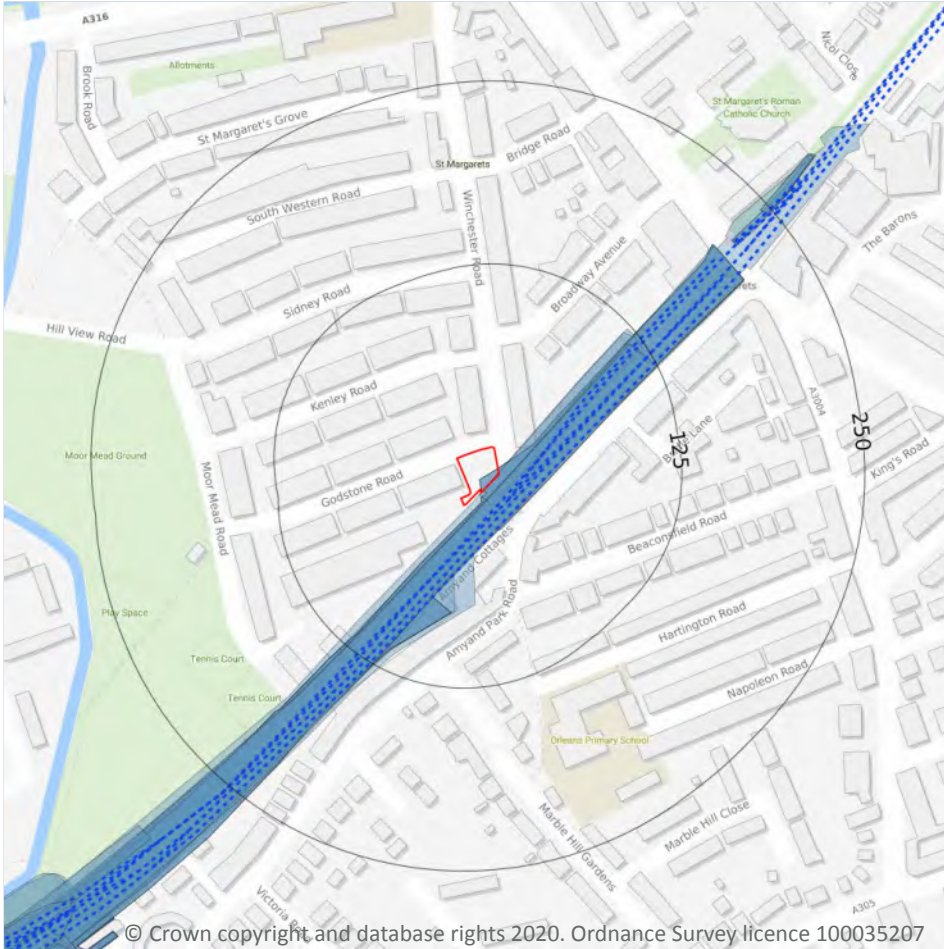 A316
Brook Road
Allotments
Nicol Close
St Margaret's Roman
Catholic Church
St Margaret's Grove
Bridge Road
St Margarets
South Western Road
Winchester Road
The Barons
Broadway Avenue
Sidney Road
Hill View Road
Kenley Road
A3004
250
125
Lane
King's Road
Moor Mead Ground
Moor Mead Road
Godstone Road
Beaconsfield Road
Amyand Cottages
Play Space
Amyand Park Road
Hartington Road
Tennis Court
Napoleon Road
Tennis Court
Orleans Primary School
Marble Hill Gardens
Marble Hill Close
Victoria
A305
© Crown copyright and database rights 2020. Ordnance Survey licence 100035207